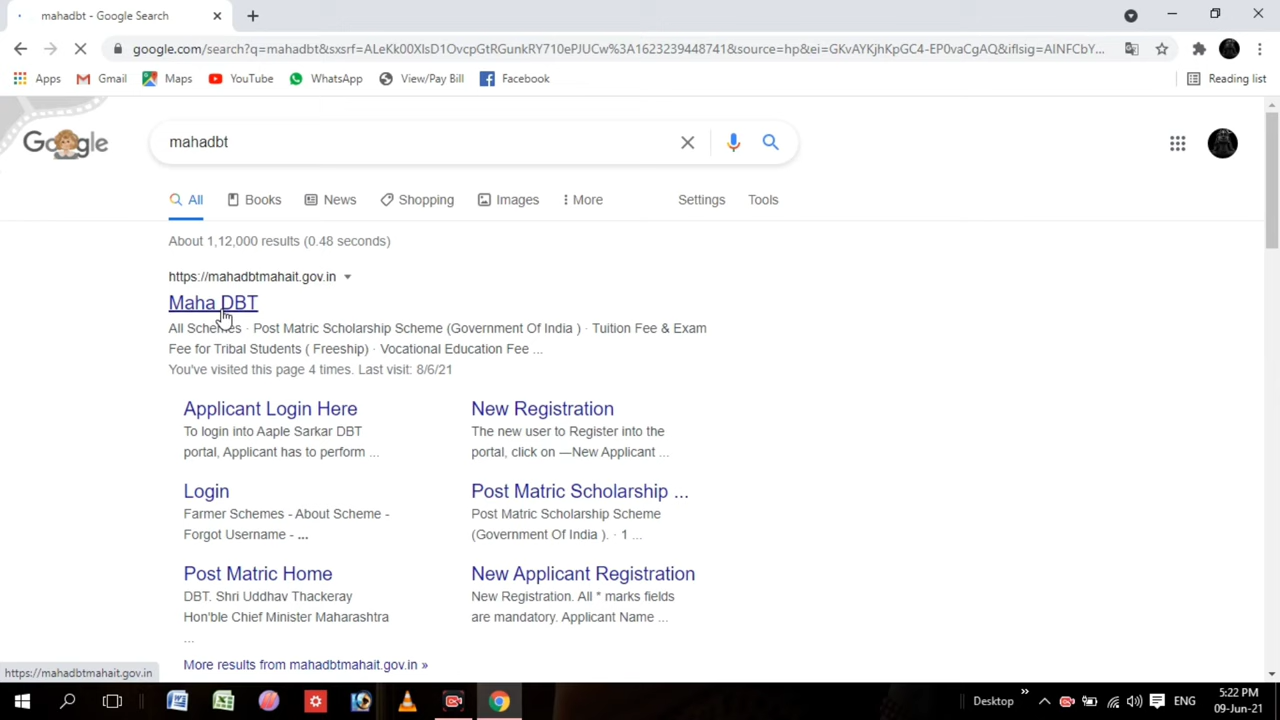 mahadbt - Google Search
google.com/search?q=mahadbt&sxsrf=ALeKk00XIsD1OvcpGtRGunkRY710ePJUCw%3A1623239448741&source=hp&ei=GKvAYKjhKpGC4-EP0vaCgAQ&iflsig=AINFCbY...
Apps Gmail Maps YouTube WhatsApp View/Pay Bill Facebook Reading list
Google
mahadbt
All Books News Shopping Images More Settings Tools
About 1,12,000 results (0.48 seconds)
https://mahadbtmahait.gov.in
Maha DBT
All Schemes · Post Matric Scholarship Scheme (Government Of India ) · Tuition Fee & Exam
Fee for Tribal Students ( Freeship) · Vocational Education Fee ...
You've visited this page 4 times. Last visit: 8/6/21
Applicant Login Here
To login into Aaple Sarkar DBT
portal, Applicant has to perform ...
New Registration
The new user to Register into the
portal, click on —New Applicant ...
Login
Farmer Schemes - About Scheme -
Forgot Username - ...
Post Matric Scholarship ...
Post Matric Scholarship Scheme
(Government Of India ). · 1 ...
Post Matric Home
DBT. Shri Uddhav Thackeray
Hon'ble Chief Minister Maharashtra
...
New Applicant Registration
New Registration. All * marks fields
are mandatory. Applicant Name ...
More results from mahadbtmahait.gov.in »
https://mahadbtmahait.gov.in
Desktop ENG
5:22 PM
09-Jun-21